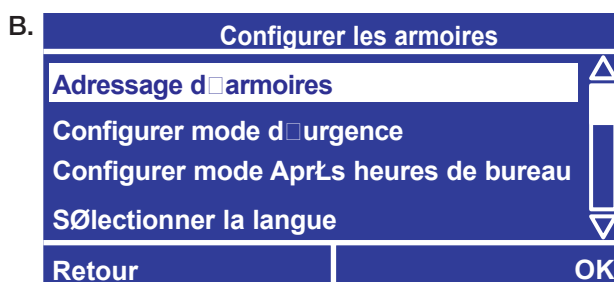 B.
Configurer les armoires
Adressage d□armoires
Configurer mode d□urgence
Configurer mode AprŁs heures de bureau
SØlectionner la langue
Retour OK